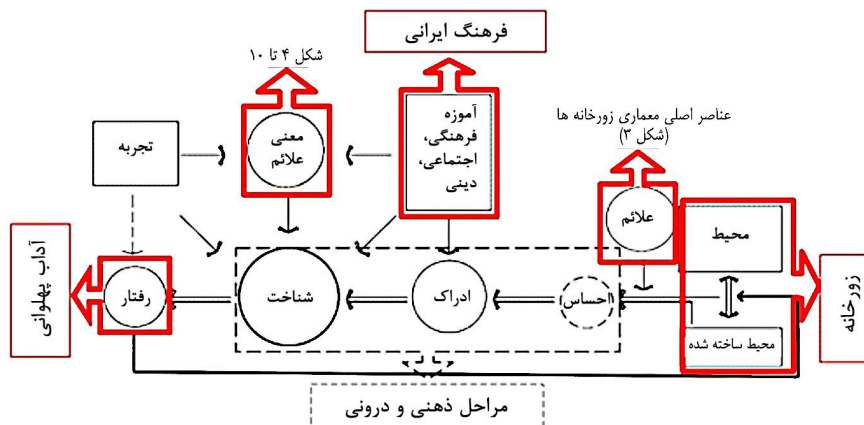 فرهنگ ایرانی
شکل ۴ تا ۱۰
عناصر اصلی معماری زورخانه ها
(شکل ۳)
آموزه
فرهنگی،
اجتماعی،
دینی
معنی
علائم
تجربه
علائم
محیط
زورخانه
آداب پهلوانی
احساس
ادراک
شناخت
رفتار
محیط ساخته شده
مراحل ذهنی و درونی